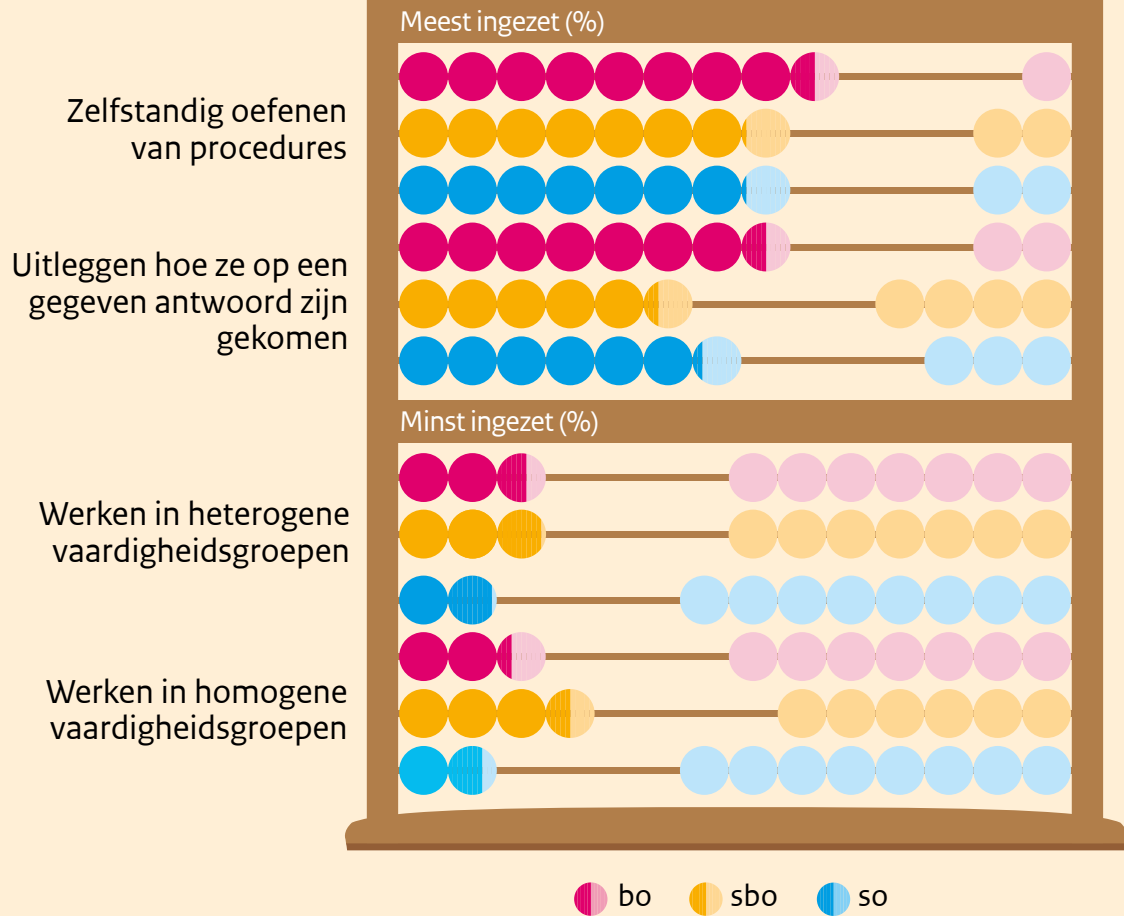 Meest ingezet (%)
Zelfstandig oefenen
van procedures
Uitleggen hoe ze op een
gegeven antwoord zijn
gekomen
Minst ingezet (%)
Werken in heterogene
vaardigheidsgroepen
Werken in homogene
vaardigheidsgroepen
bo sbo so